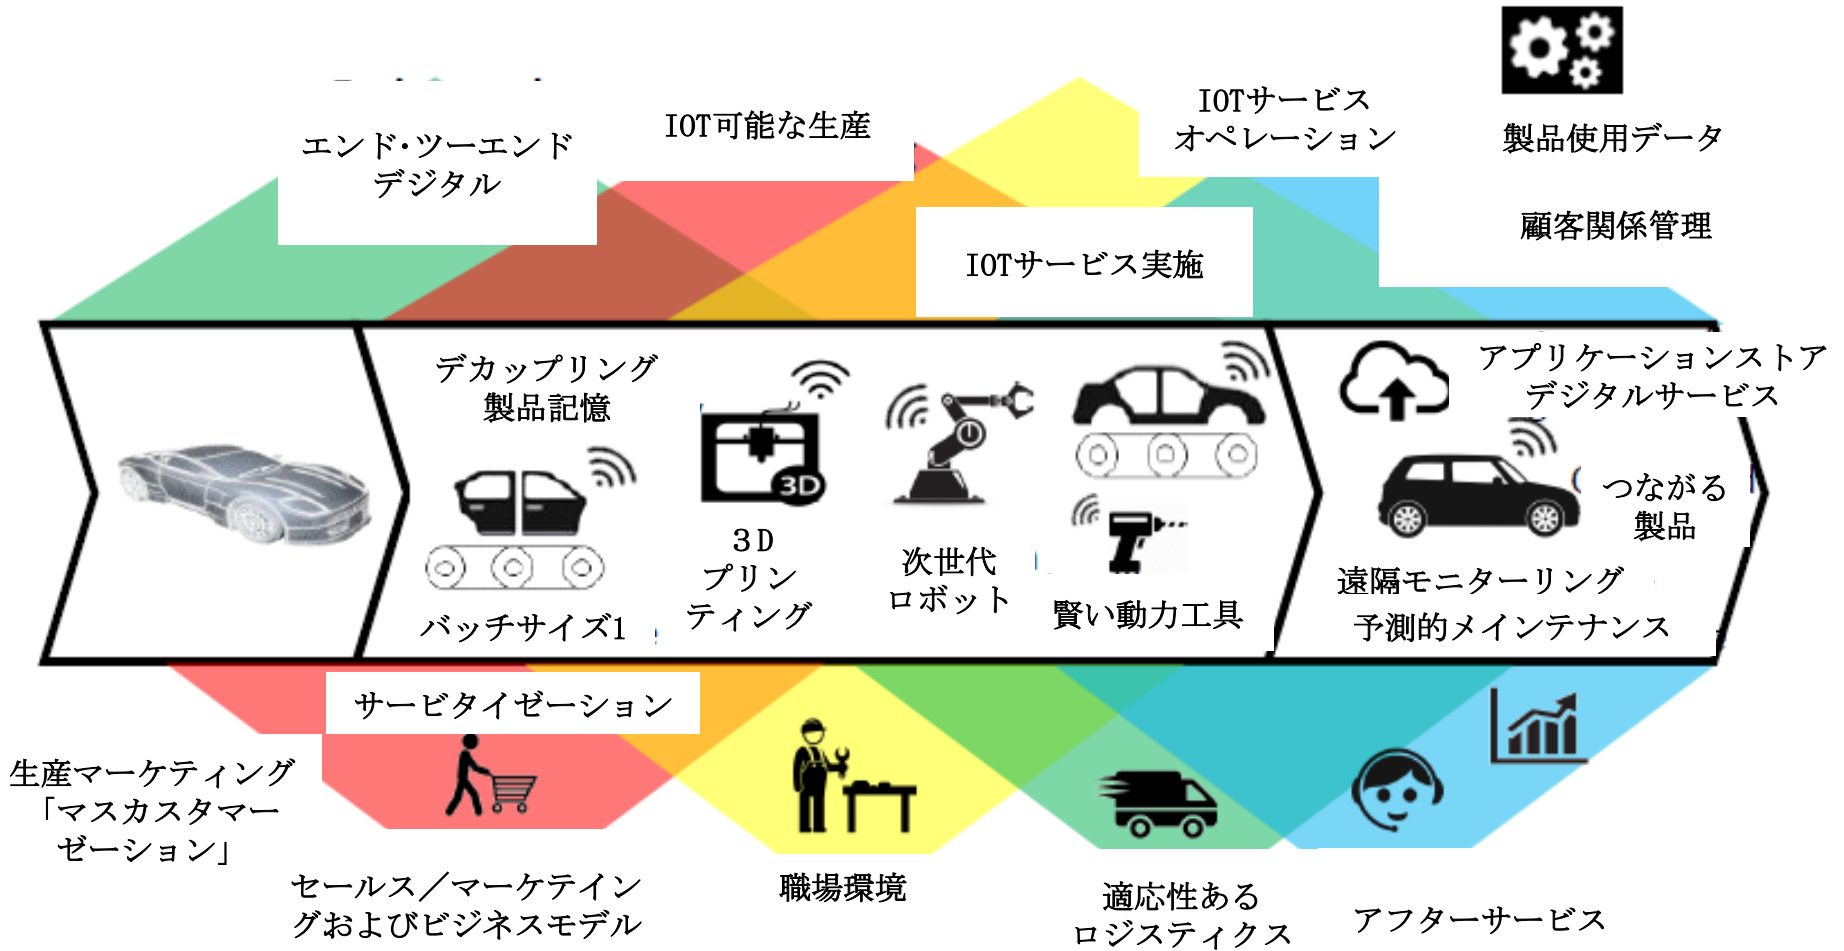 エンド・ツーエンド
デジタル
IOT可能な生産
IOTサービス
オペレーション
製品使用データ
顧客関係管理
IOTサービス実施
デカップリング
製品記憶
バッチサイズ1
3D
3D
プリン
ティング
次世代
ロボット
賢い動力工具
アプリケーションストア
デジタルサービス
つながる
製品
遠隔モニターリング
予測的メインテナンス
サービタイゼーション
生産マーケティング
「マスカスタマー
ゼーション」
セールス／マーケテイン
グおよびビジネスモデル
職場環境
適応性ある
ロジスティクス
アフターサービス